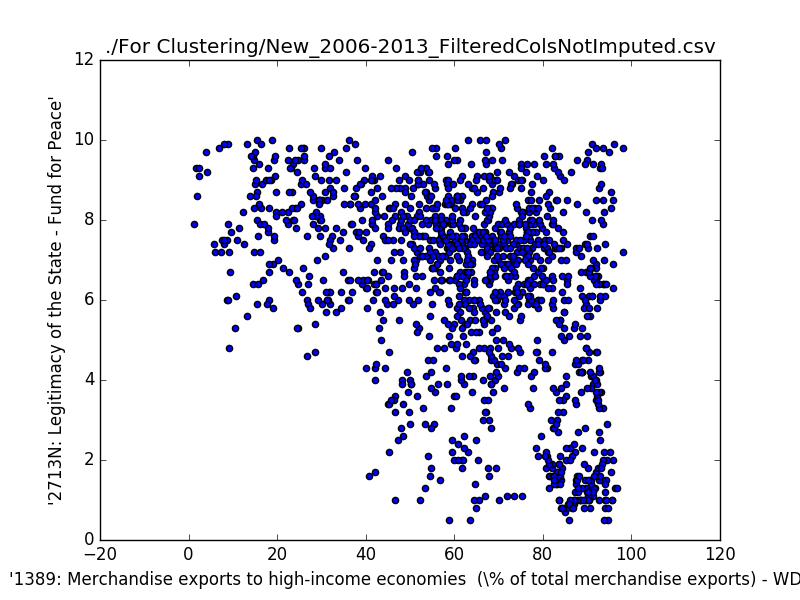 ./For Clustering/New_2006-2013_FilteredColsNotImputed.csv
'2713N: Legitimacy of the State - Fund for Peace'
12
10
8
6
4
2
0
−20 0 20 40 60 80 100 120
'1389: Merchandise exports to high-income economies  (\% of total merchandise exports) - WD